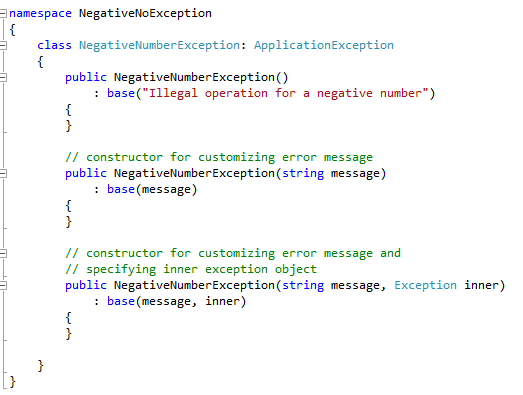 namespace NegativeNoException
{
    class NegativeNumberException: ApplicationException
    {
        public NegativeNumberException()
            : base("Illegal operation for a negative number")
        {
        }

        // constructor for customizing error message
        public NegativeNumberException(string message)
            : base(message)
        {
        }

        // constructor for customizing error message and
        // specifying inner exception object
        public NegativeNumberException(string message, Exception inner)
            : base(message, inner)
        {
        }

    }
}